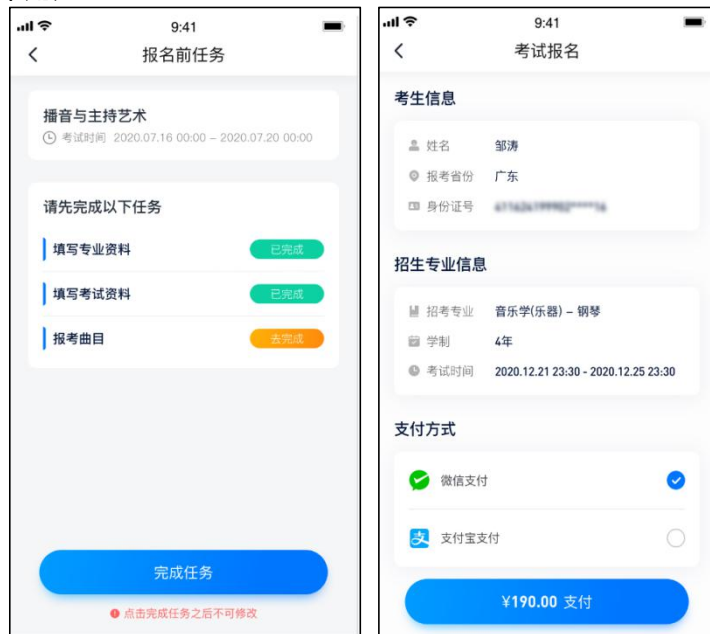 9:41
报名前任务
播音与主持艺术
考试时间 2020.07.16 00:00 – 2020.07.20 00:00
请先完成以下任务
填写专业资料 已完成
填写考试资料 已完成
报考曲目 去完成
完成任务
点击完成任务之后不可修改
9:41
考试报名
考生信息
姓名 邹涛
报考省份 广东
身份证号
招生专业信息
招考专业 音乐学(乐器) – 钢琴
学制 4年
考试时间 2020.12.21 23:30 - 2020.12.25 23:30
支付方式
微信支付
支 支付宝支付
¥190.00 支付